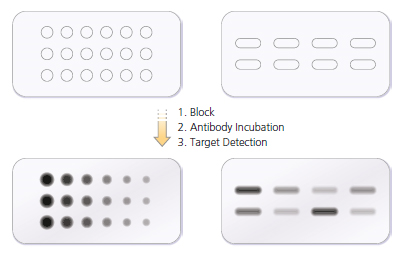 1. Block
2. Antibody Incubation
3. Target Detection